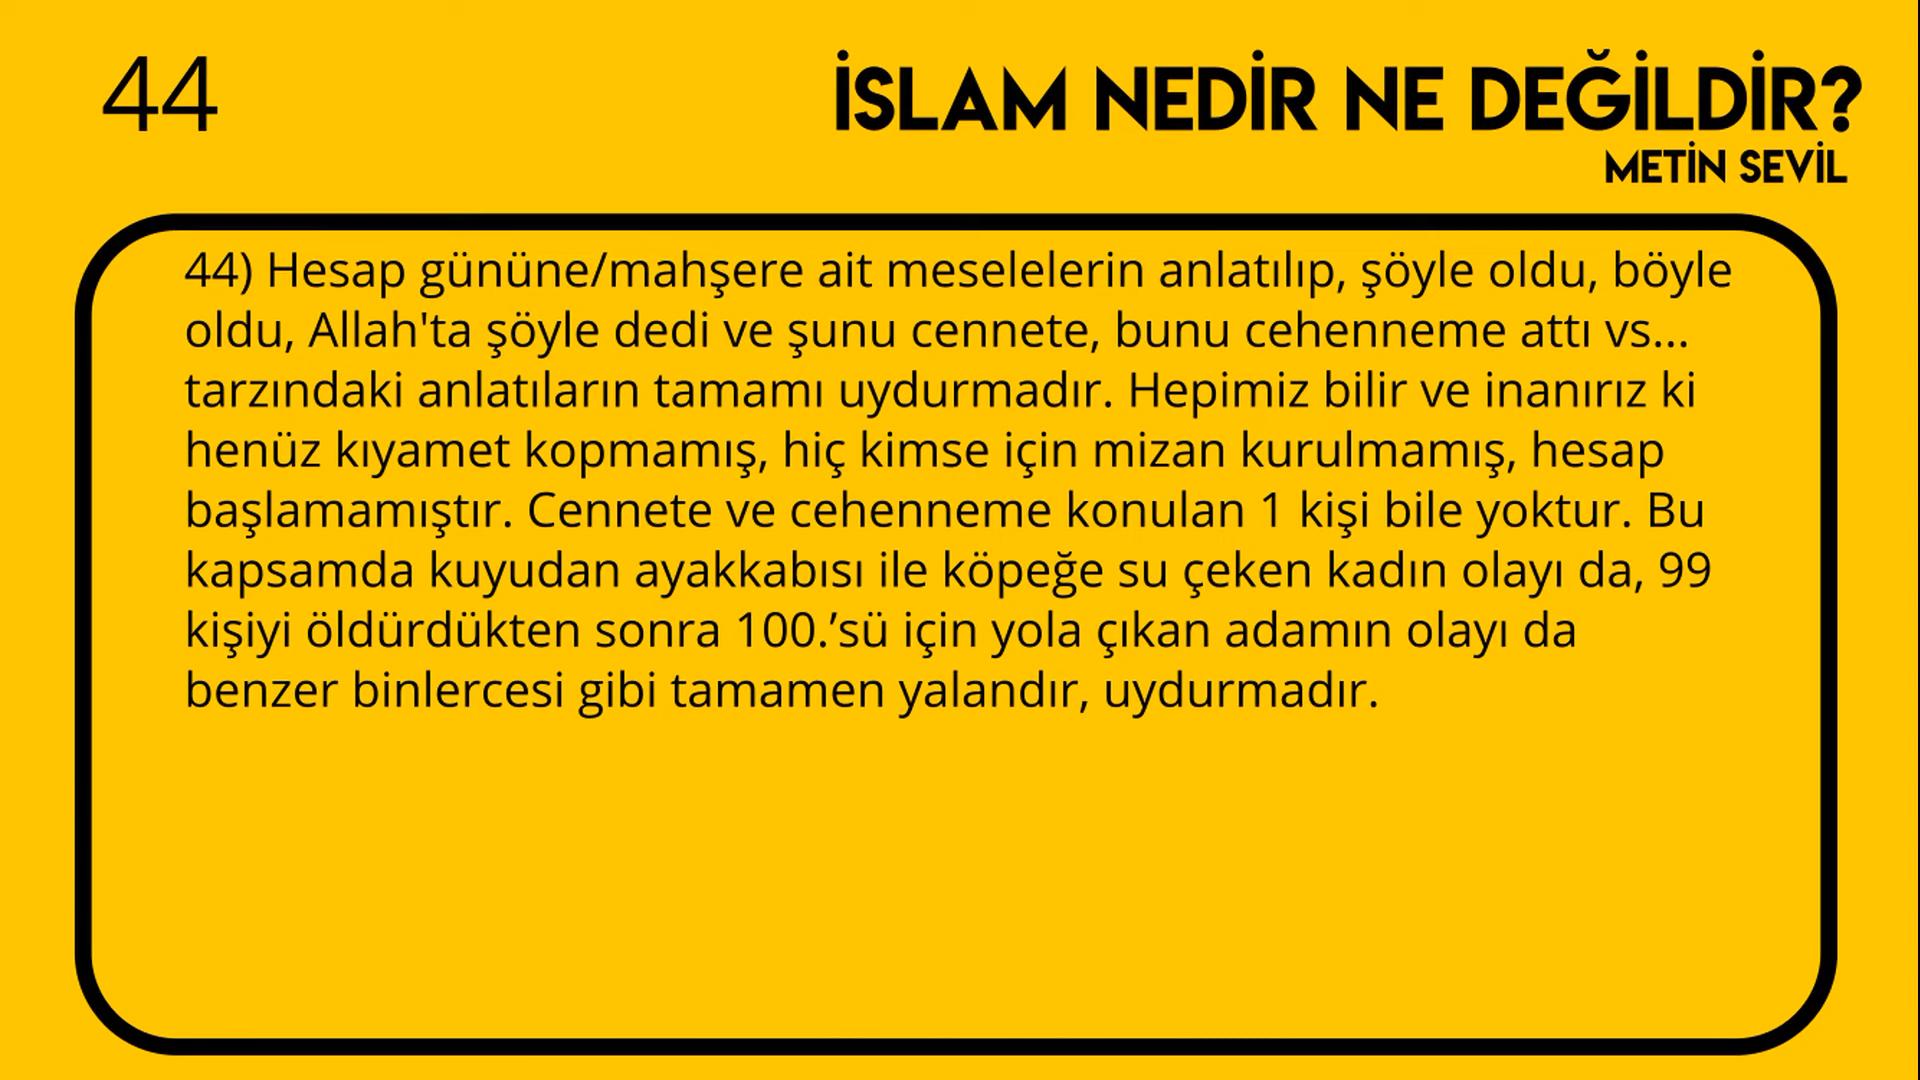 44
İSLAM NEDİR NE DEĞİLDİR?
METİN SEVİL
44) Hesap gününe/mahşere ait meselelerin anlatılıp, şöyle oldu, böyle
oldu, Allah'ta şöyle dedi ve şunu cennete, bunu cehenneme attı vs...
tarzındaki anlatıların tamamı uydurmadır. Hepimiz bilir ve inanırız ki
henüz kıyamet kopmamış, hiç kimse için mizan kurulmamış, hesap
başlamamıştır. Cennete ve cehenneme konulan 1 kişi bile yoktur. Bu
kapsamda kuyudan ayakkabısı ile köpeğe su çeken kadın olayı da, 99
kişiyi öldürdükten sonra 100.’sü için yola çıkan adamın olayı da
benzer binlercesi gibi tamamen yalandır, uydurmadır.